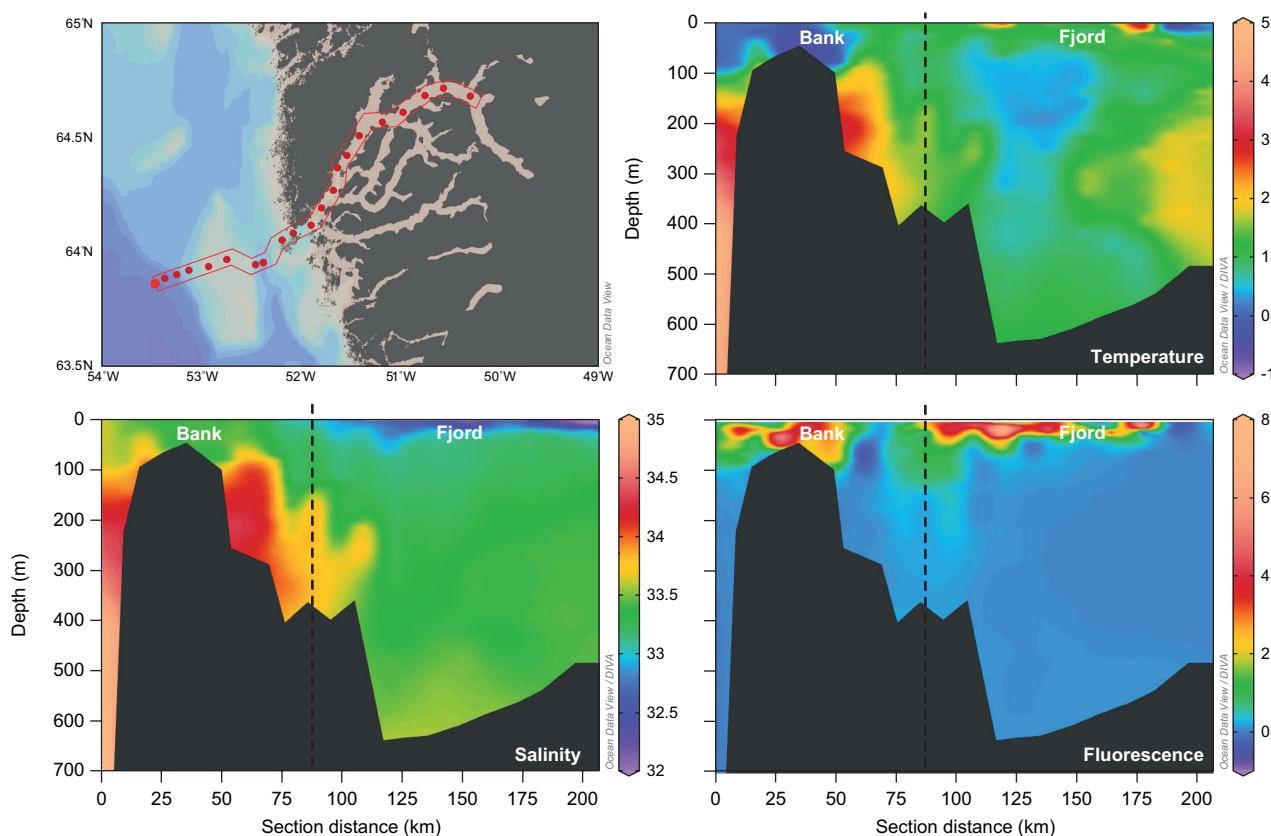 65˚N
64.5˚N
64˚N
63.5˚N
54˚W
53˚W
52˚W
51˚W
50˚W
49˚W
Ocean Data View
Bank
Fjord
Temperature
Depth (m)
0
100
200
300
400
500
600
700
5
4
3
2
1
0
-1
Ocean Data View / DIVA
Bank
Fjord
Salinity
Depth (m)
0
100
200
300
400
500
600
700
0
25
50
75
100
125
150
175
200
Section distance (km)
35
34.5
34
33.5
33
32.5
32
Ocean Data View / DIVA
Bank
Fjord
Fluorescence
0
25
50
75
100
125
150
175
200
Section distance (km)
8
6
4
2
0
Ocean Data View / DIVA